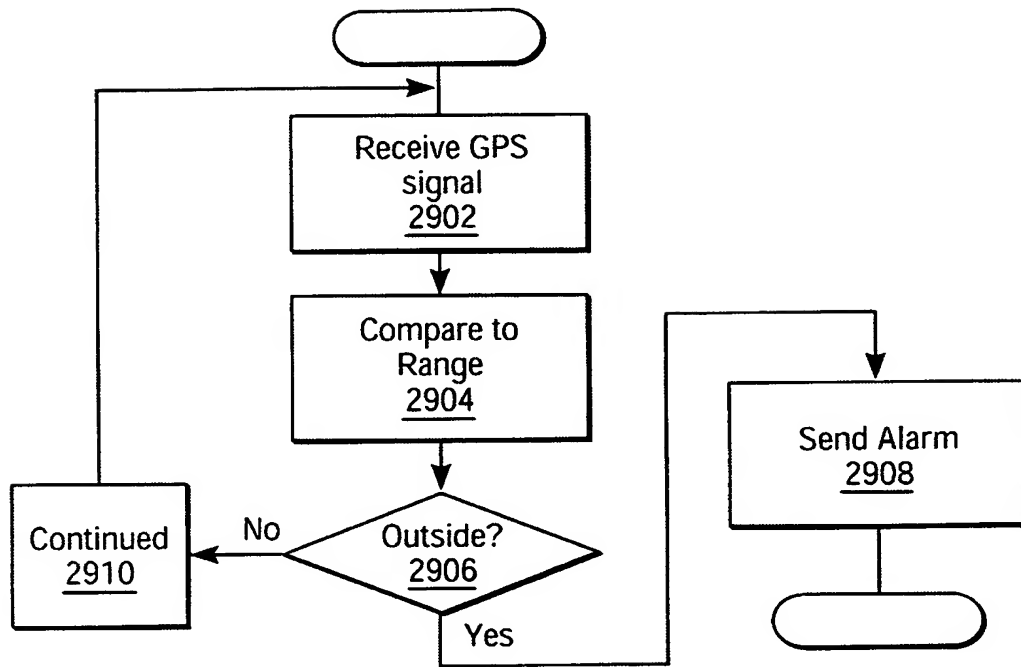 Receive GPS
signal
2902
Compare to
Range
2904
Send Alarm
2908
Continued
2910
No
Outside?
2906
Yes